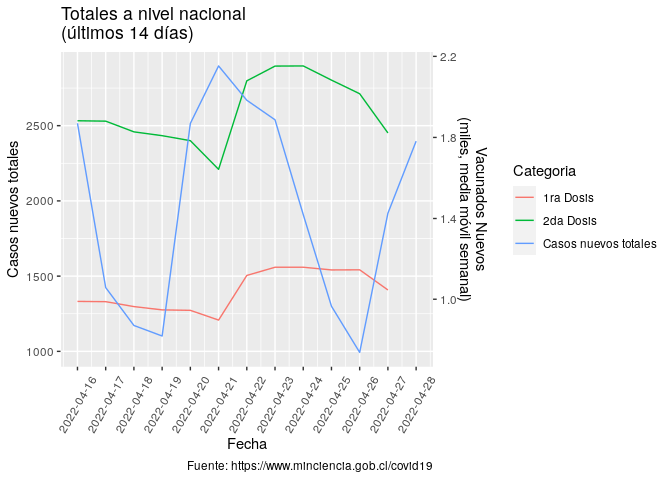 Totales a nivel nacional
(últimos 14 días)
Casos nuevos totales
2500
2000
1500
1000
2.2
1.8
1.4
1.0
Vacunados Nuevos
(miles, media móvil semanal)
2022-04-16
2022-04-17
2022-04-18
2022-04-19
2022-04-20
2022-04-21
2022-04-22
2022-04-23
2022-04-24
2022-04-25
2022-04-26
2022-04-27
2022-04-28
Fecha
Categoria
1ra Dosis
2da Dosis
Casos nuevos totales
Fuente: https://www.minciencia.gob.cl/covid19